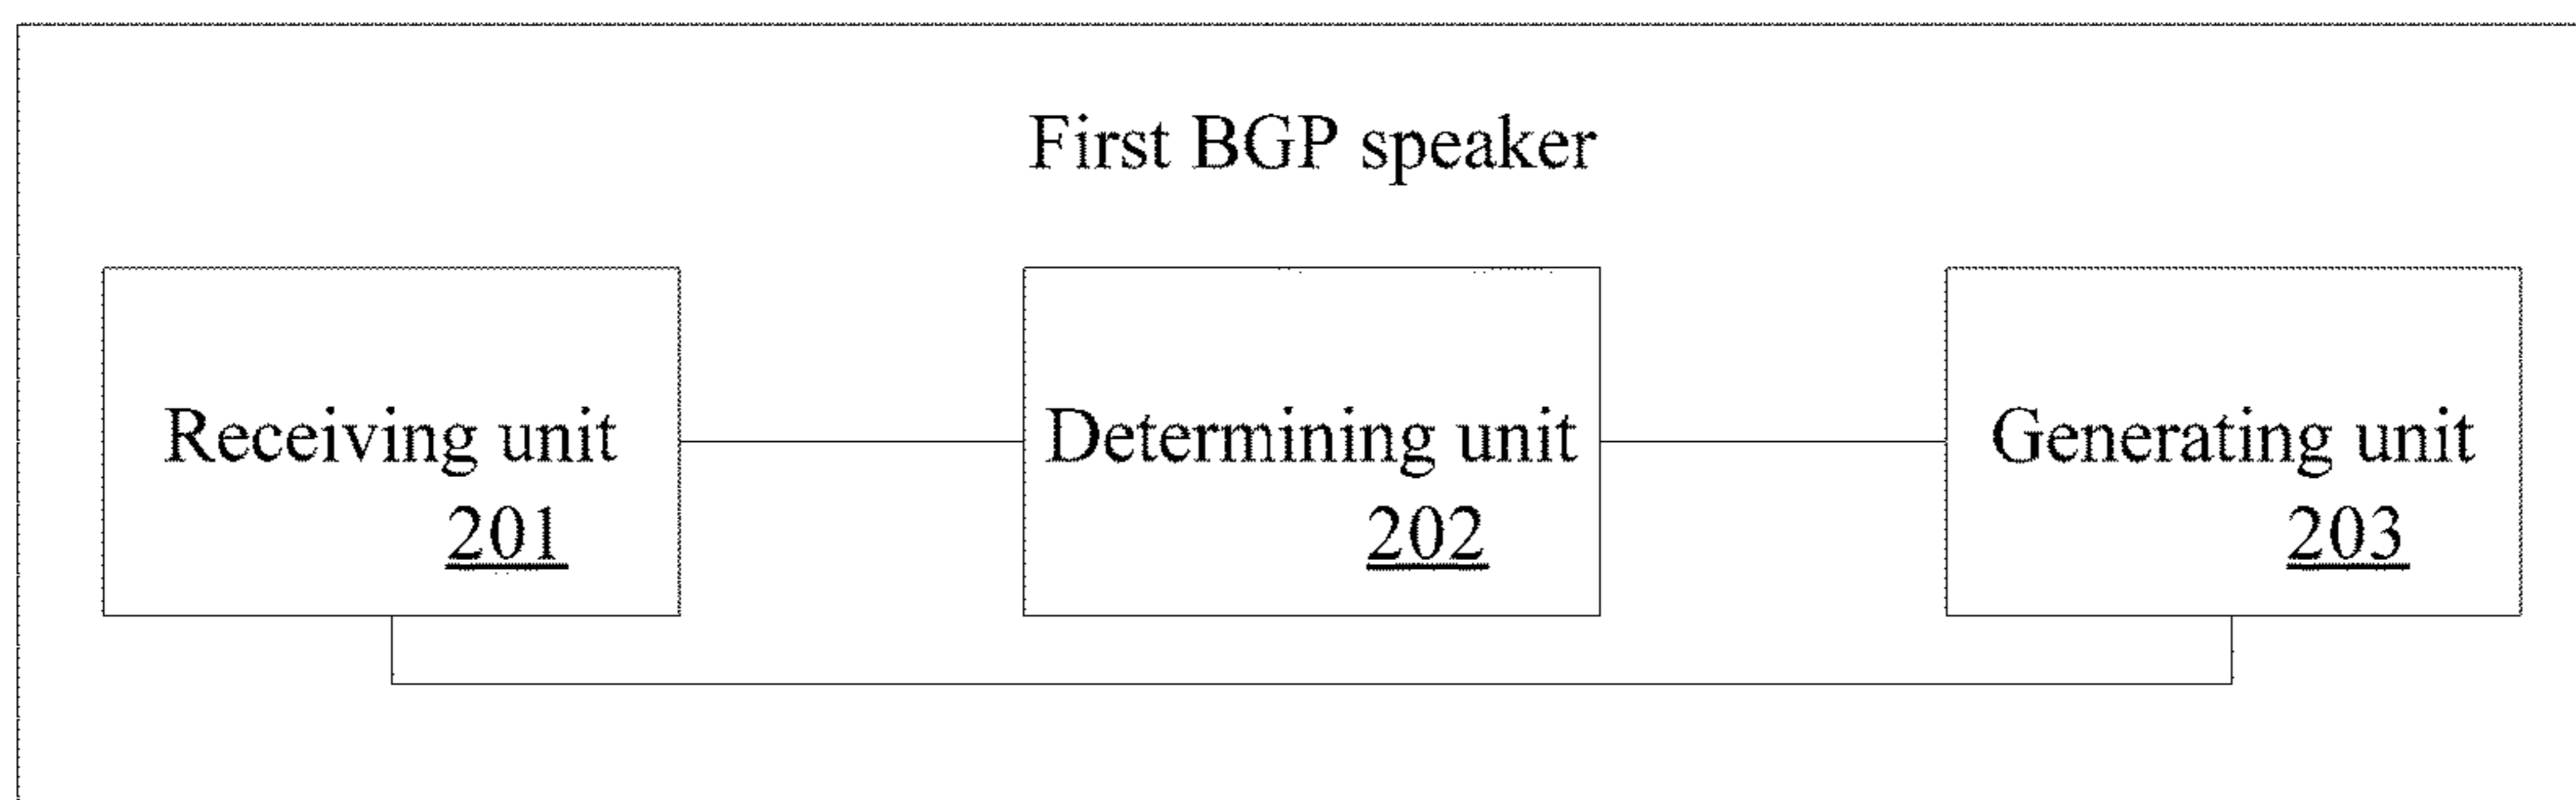 First BGP speaker
Receiving unit
201
Determining unit
202
Generating unit
203